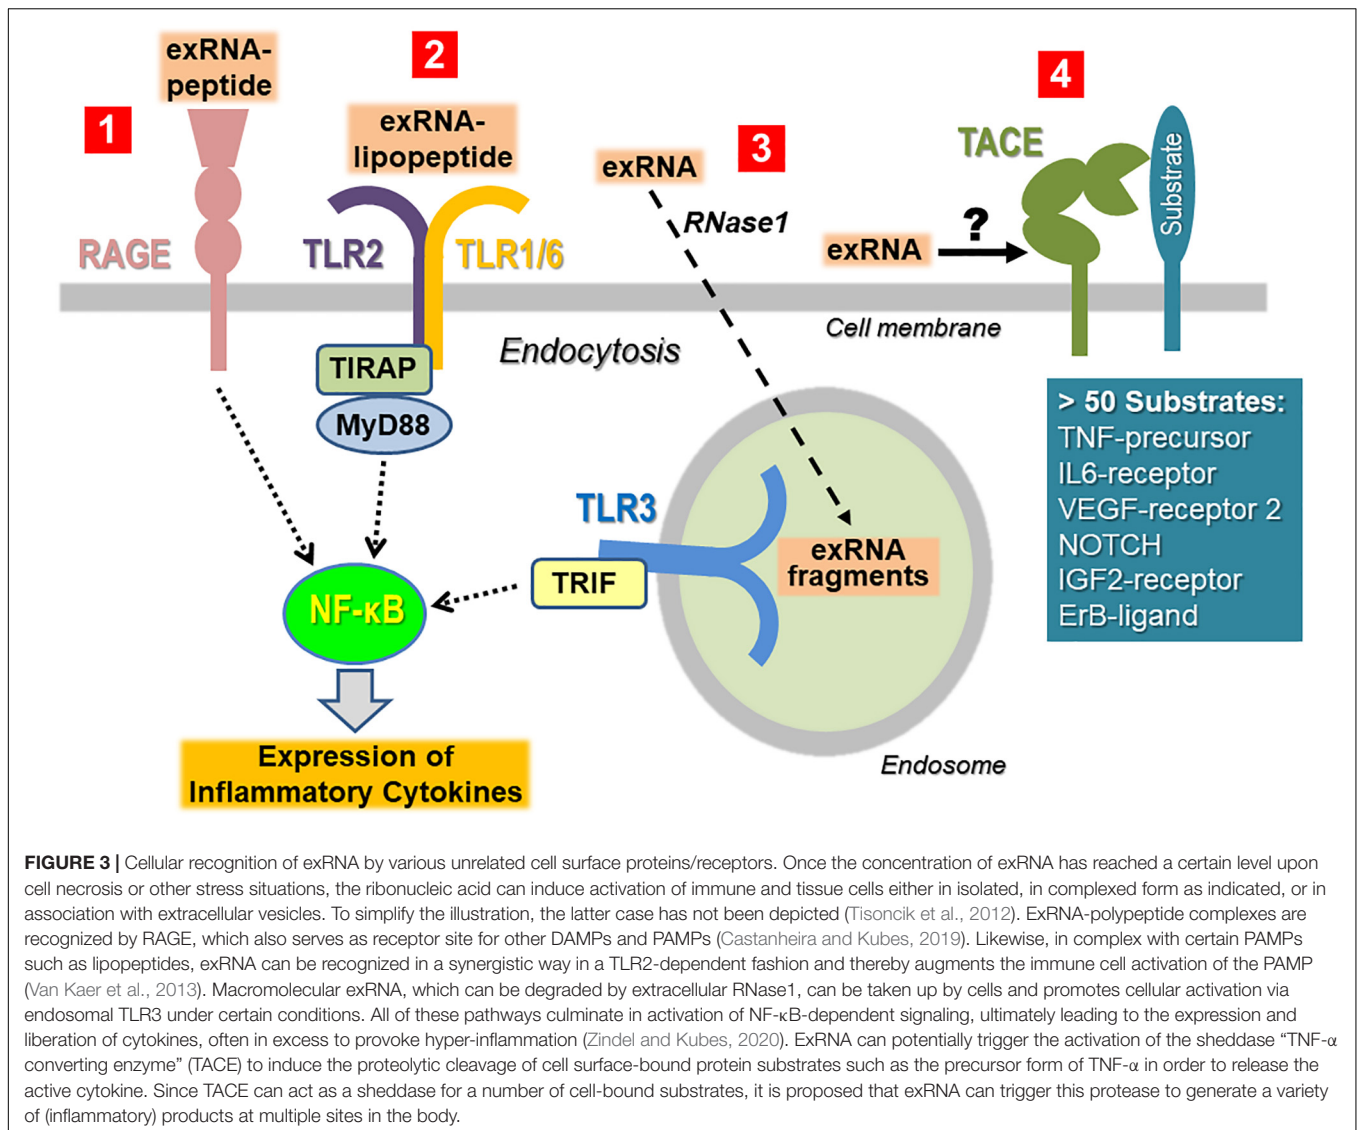 exRNA-
peptide
1
2
exRNA-
lipopeptide
RAGE
TLR2
TLR1/6
TIRAP
MyD88
3
exRNA
RNase1
4
TACE
Substrate
exRNA
?
Cell membrane
Endocytosis
> 50 Substrates:
TNF-precursor
IL6-receptor
VEGF-receptor 2
NOTCH
IGF2-receptor
ErB-ligand
TLR3
TRIF
exRNA
fragments
NF-κB
Endosome
Expression of
Inflammatory Cytokines
FIGURE 3 | Cellular recognition of exRNA by various unrelated cell surface proteins/receptors. Once the concentration of exRNA has reached a certain level upon
cell necrosis or other stress situations, the ribonucleic acid can induce activation of immune and tissue cells either in isolated, in complexed form as indicated, or in
association with extracellular vesicles. To simplify the illustration, the latter case has not been depicted (Tisoncik et al., 2012). ExRNA-polypeptide complexes are
recognized by RAGE, which also serves as receptor site for other DAMPs and PAMPs (Castanheira and Kubes, 2019). Likewise, in complex with certain PAMPs
such as lipopeptides, exRNA can be recognized in a synergistic way in a TLR2-dependent fashion and thereby augments the immune cell activation of the PAMP
(Van Kaer et al., 2013). Macromolecular exRNA, which can be degraded by extracellular RNase1, can be taken up by cells and promotes cellular activation via
endosomal TLR3 under certain conditions. All of these pathways culminate in activation of NF-κB-dependent signaling, ultimately leading to the expression and
liberation of cytokines, often in excess to provoke hyper-inflammation (Zindel and Kubes, 2020). ExRNA can potentially trigger the activation of the sheddase “TNF-α
converting enzyme” (TACE) to induce the proteolytic cleavage of cell surface-bound protein substrates such as the precursor form of TNF-α in order to release the
active cytokine. Since TACE can act as a sheddase for a number of cell-bound substrates, it is proposed that exRNA can trigger this protease to generate a variety
of (inflammatory) products at multiple sites in the body.